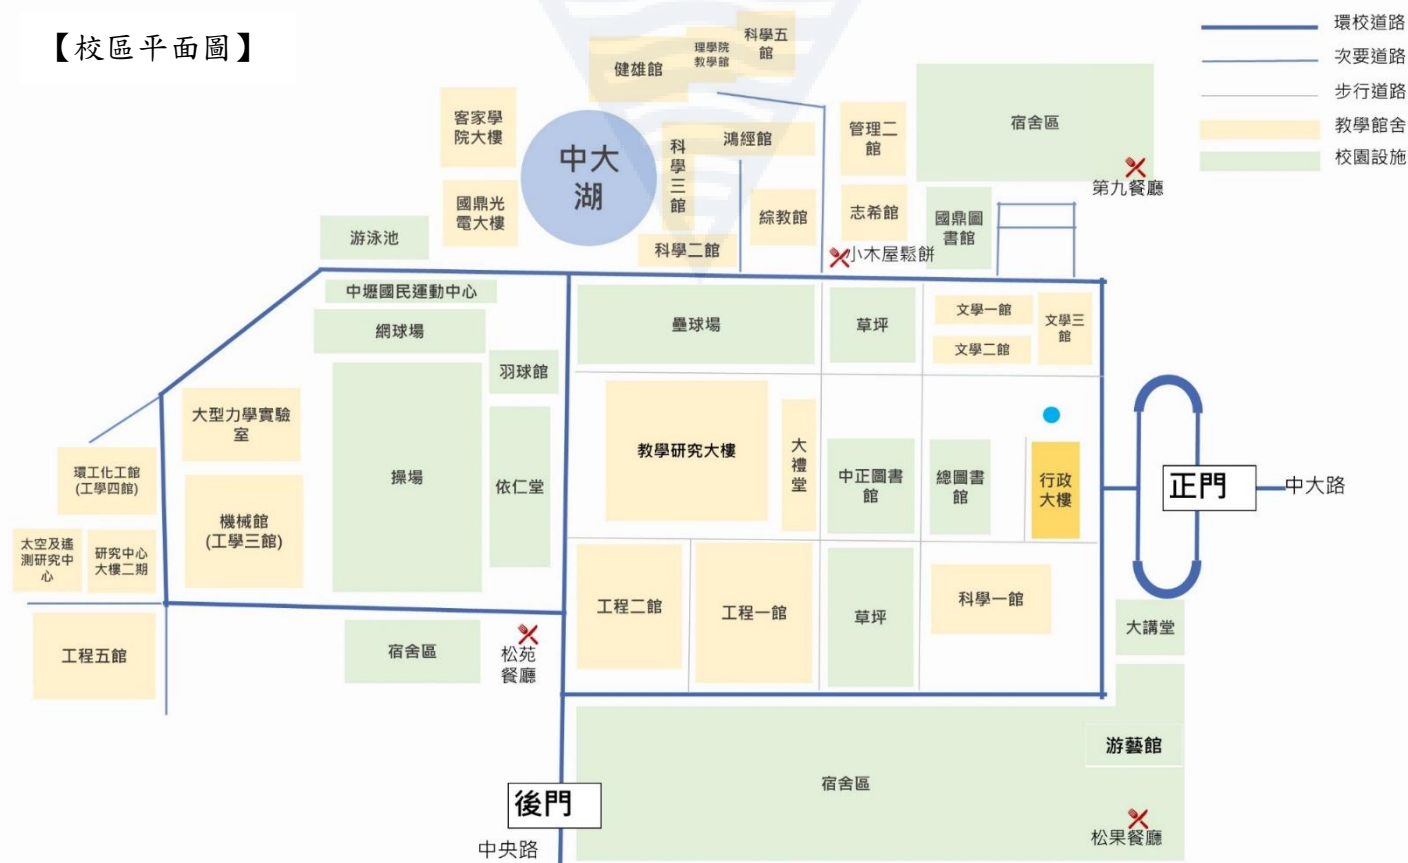 【校區平面圖】
環校道路
次要道路
步行道路
教學館舍
校園設施
科學五
館
理學院
教學館
健雄館
客家學
院大樓
中大
湖
科
學
三
館
鴻經館
管理二
館
宿舍區
第九餐廳
國鼎光
電大樓
綜教館
志希館
國鼎圖
書館
游泳池
科學二館
小木屋鬆餅
中壢國民運動中心
網球場
壘球場
草坪
文學一館
文學二館
文學三
館
羽球館
大型力學實驗
室
操場
依仁堂
教學研究大樓
大
禮
堂
中正圖書
館
總圖書
館
行政
大樓
正門
中大路
環工化工館
(工學四館)
機械館
(工學三館)
太空及遙
測研究中
心
研究中心
大樓二期
工程二館
工程一館
草坪
科學一館
大講堂
工程五館
宿舍區
松苑
餐廳
游藝館
宿舍區
後門
松果餐廳
中央路